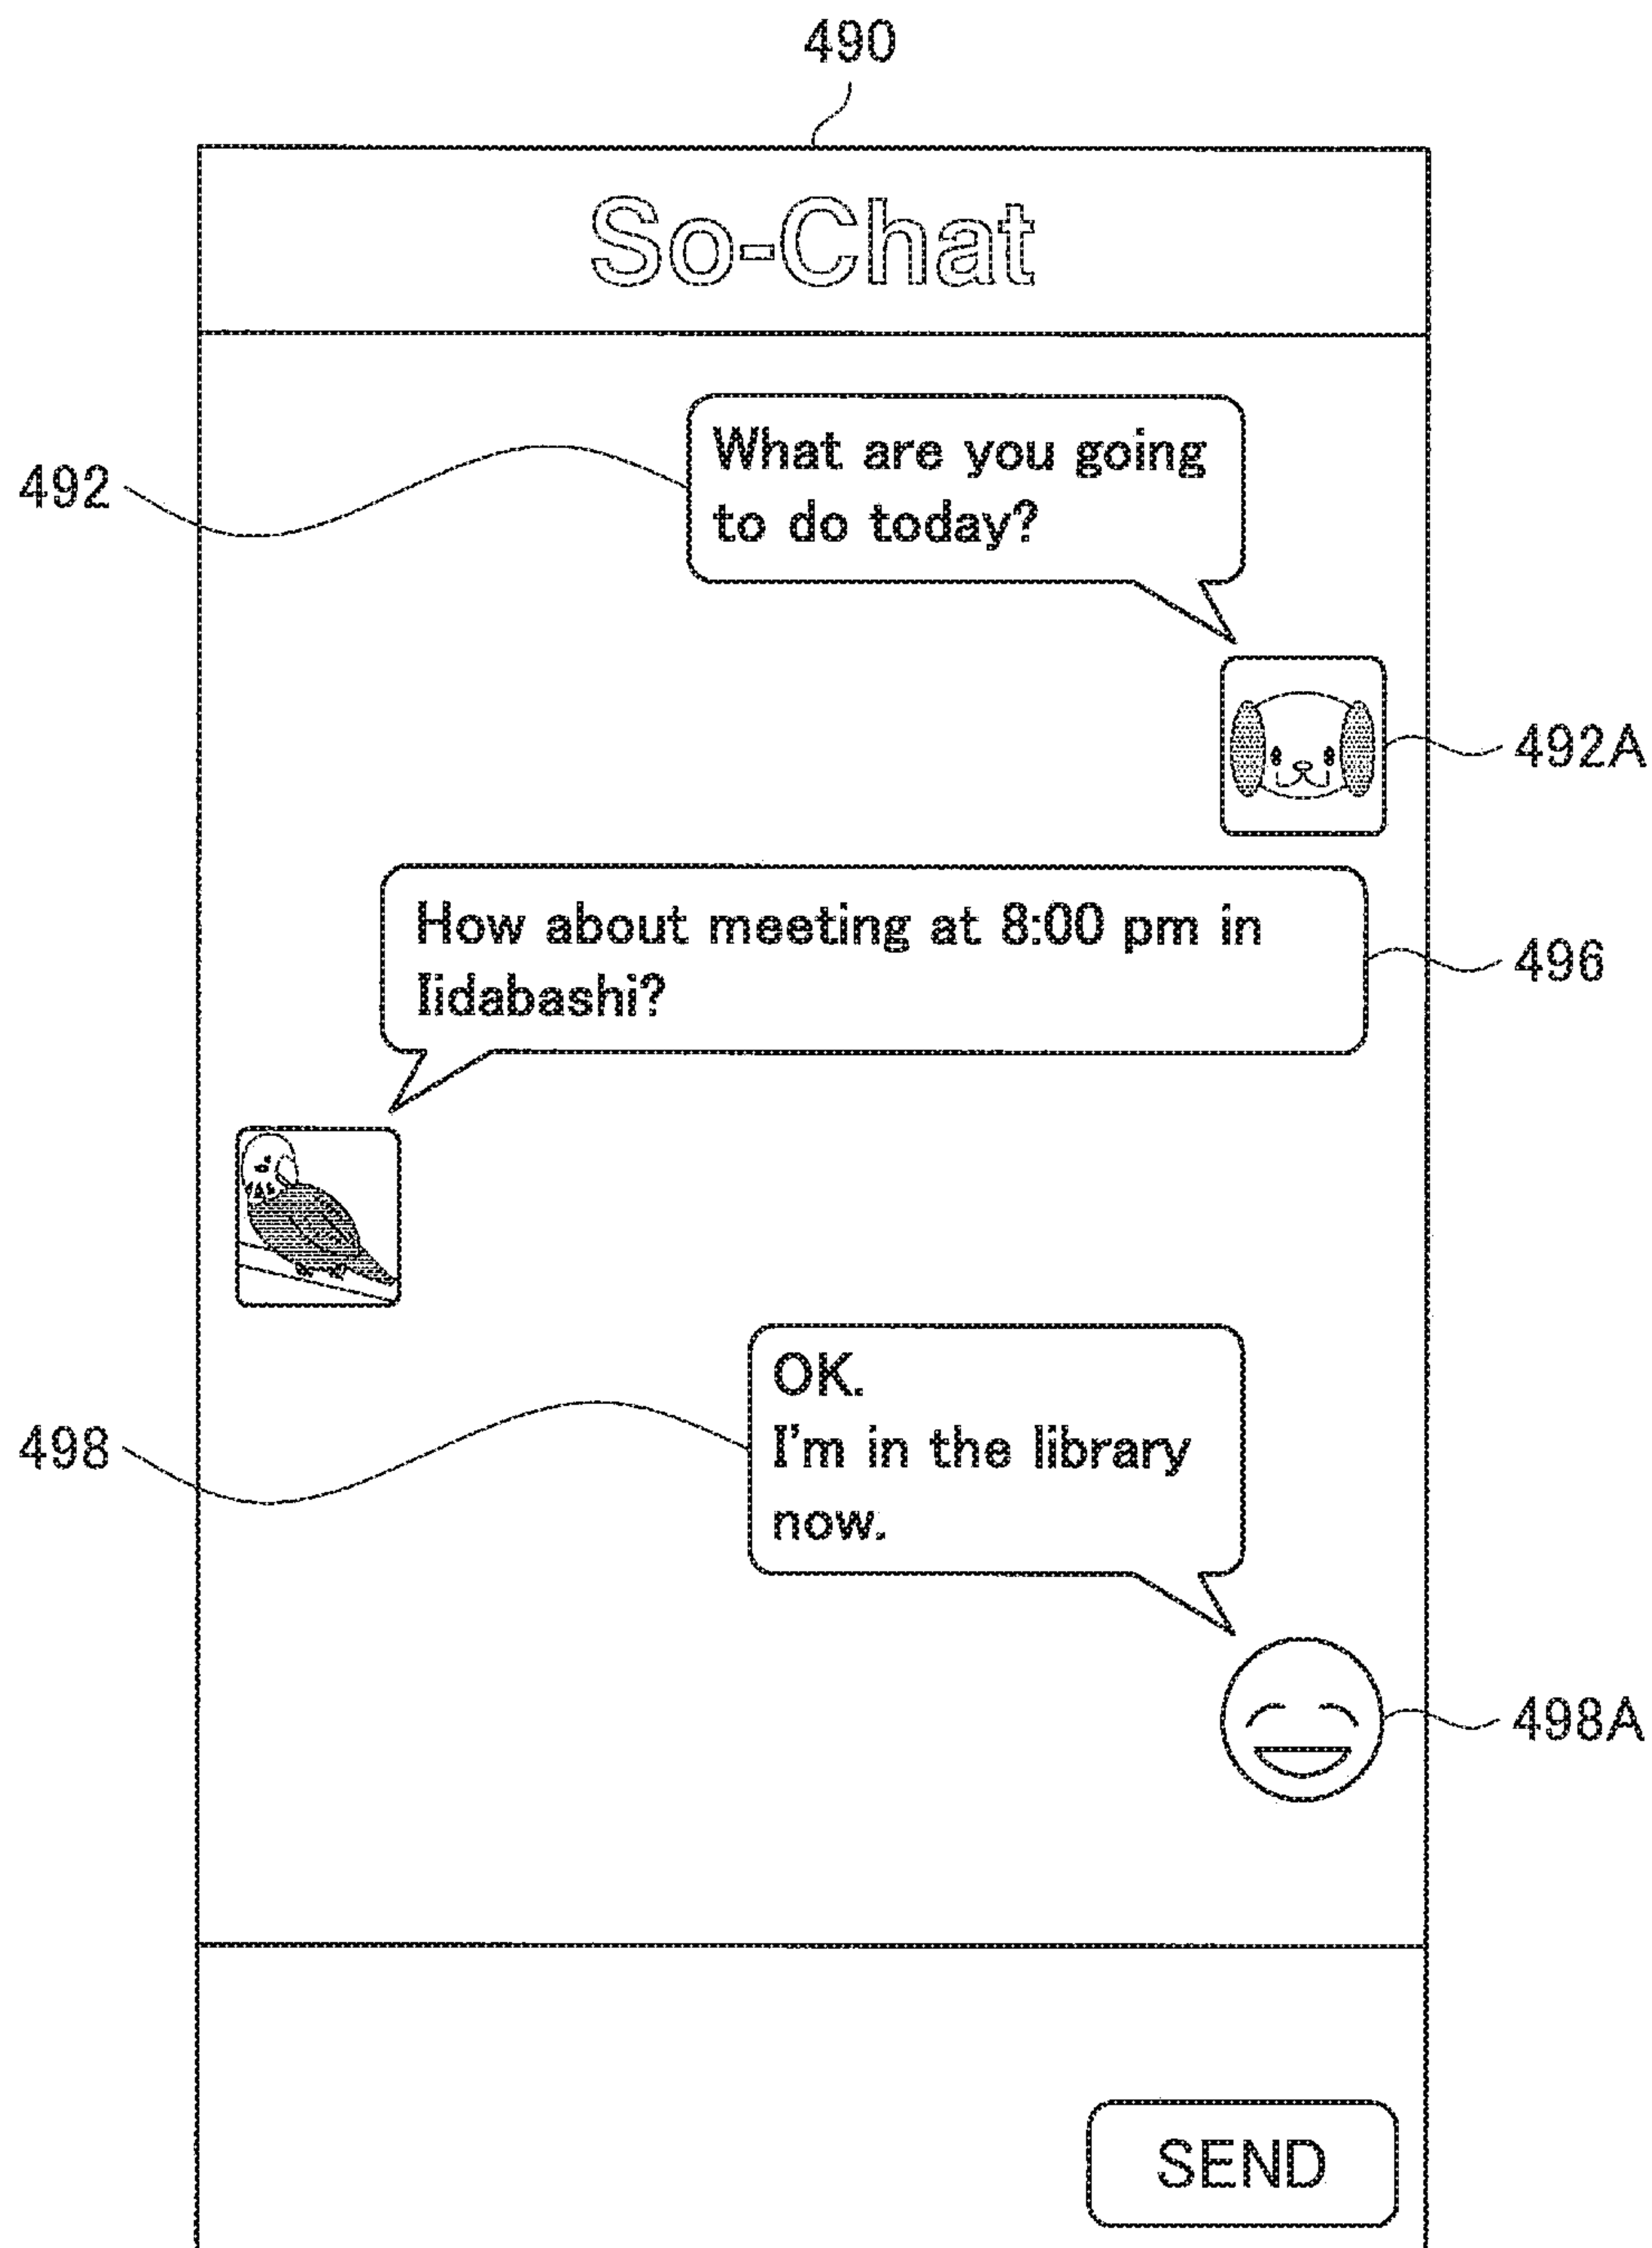 490
So-Chat
What are you going
to do today?
492
492A
How about meeting at 8:00 pm in
Iidabashi?
496
OK.
I'm in the library
now.
498
498A
SEND